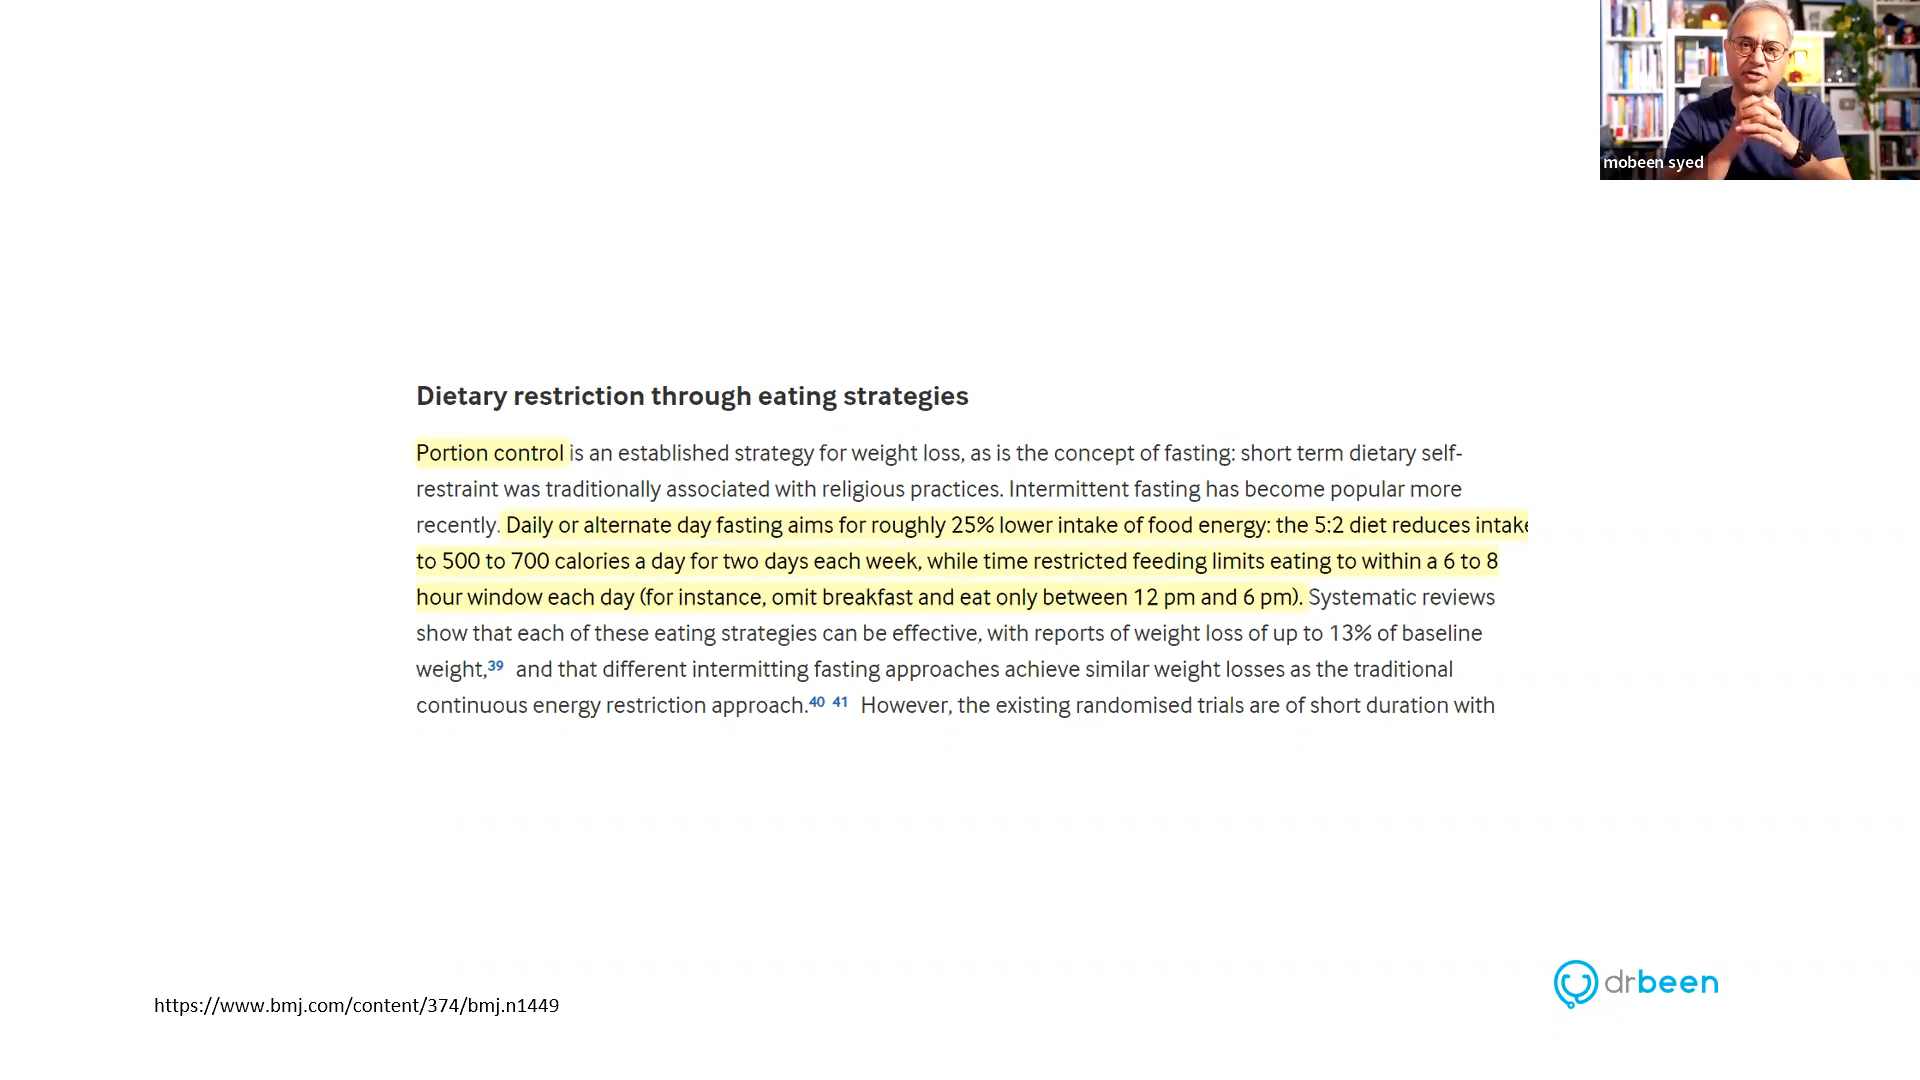 mobeen syed
Dietary restriction through eating strategies
Portion control is an established strategy for weight loss, as is the concept of fasting: short term dietary self-
restraint was traditionally associated with religious practices. Intermittent fasting has become popular more
recently. Daily or alternate day fasting aims for roughly 25% lower intake of food energy: the 5:2 diet reduces intake
to 500 to 700 calories a day for two days each week, while time restricted feeding limits eating to within a 6 to 8
hour window each day (for instance, omit breakfast and eat only between 12 pm and 6 pm). Systematic reviews
show that each of these eating strategies can be effective, with reports of weight loss of up to 13% of baseline
weight,39 and that different intermitting fasting approaches achieve similar weight losses as the traditional
continuous energy restriction approach.40 41 However, the existing randomised trials are of short duration with
drbeen
https://www.bmj.com/content/374/bmj.n1449